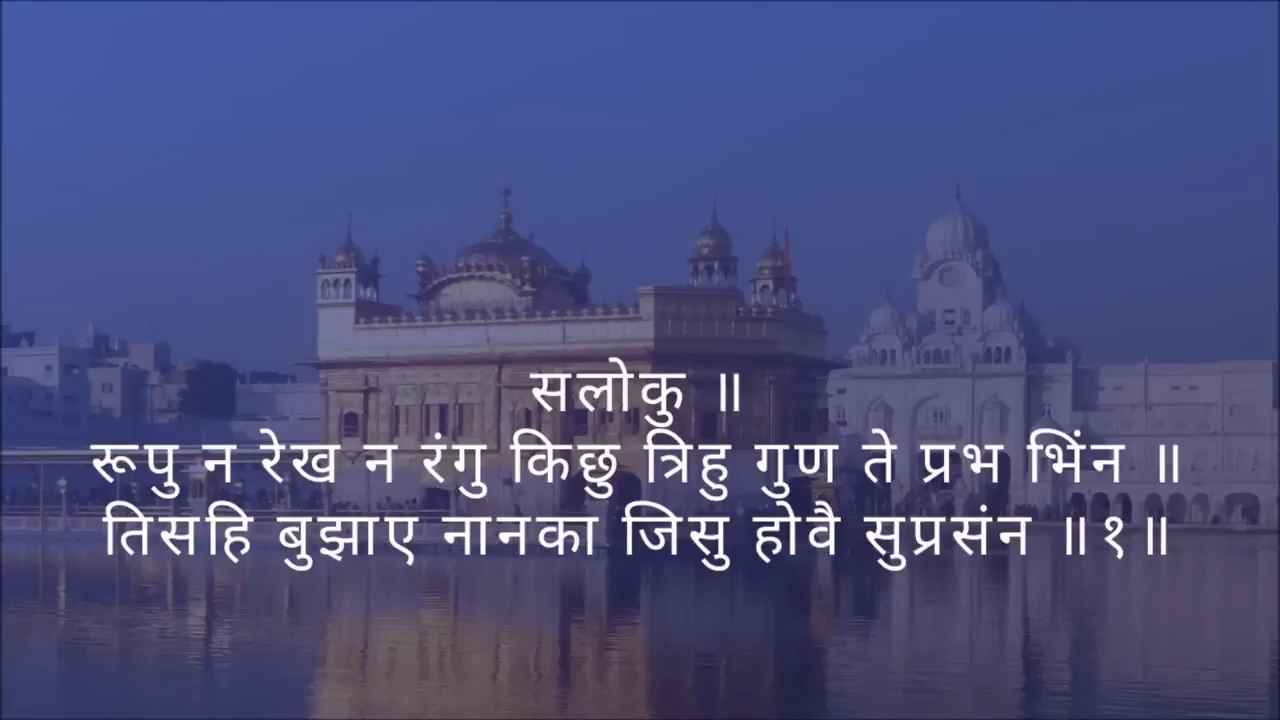 सलोकु ॥
रूपु न रेख न रंगु किछु त्रिहु गुण ते प्रभ भिंन ॥
तिसहि बुझाए नानका जिसु होवै सुप्रसंन ॥१॥